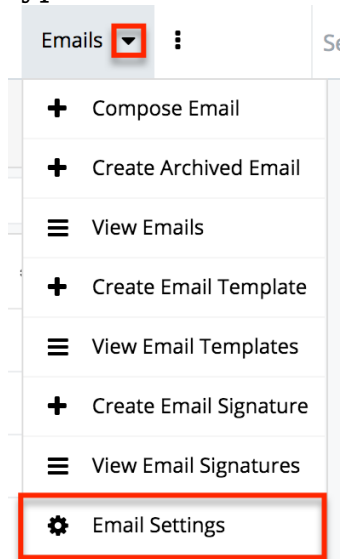 Emails
Se
Compose Email
Create Archived Email
View Emails
Create Email Template
View Email Templates
Create Email Signature
View Email Signatures
Email Settings